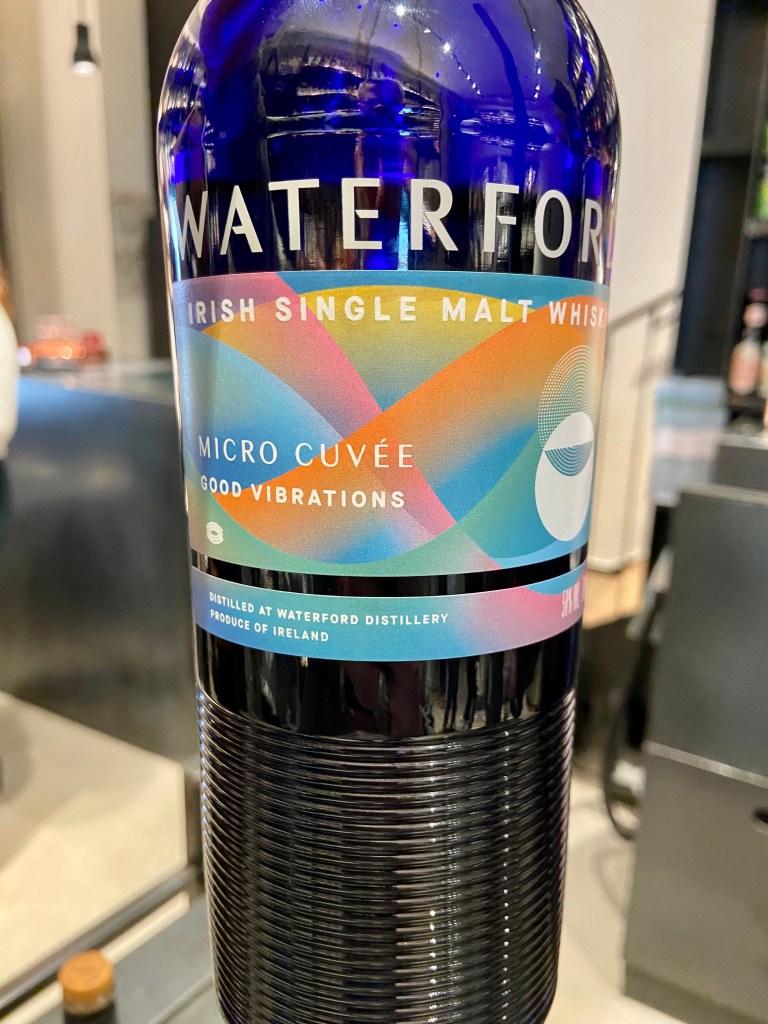 WATERFOR
IRISH SINGLE MALT WHISK
MICRO CUVÉE
GOOD VIBRATIONS
DISTILLED AT WATERFORD DISTILLERY
PRODUCE OF IRELAND